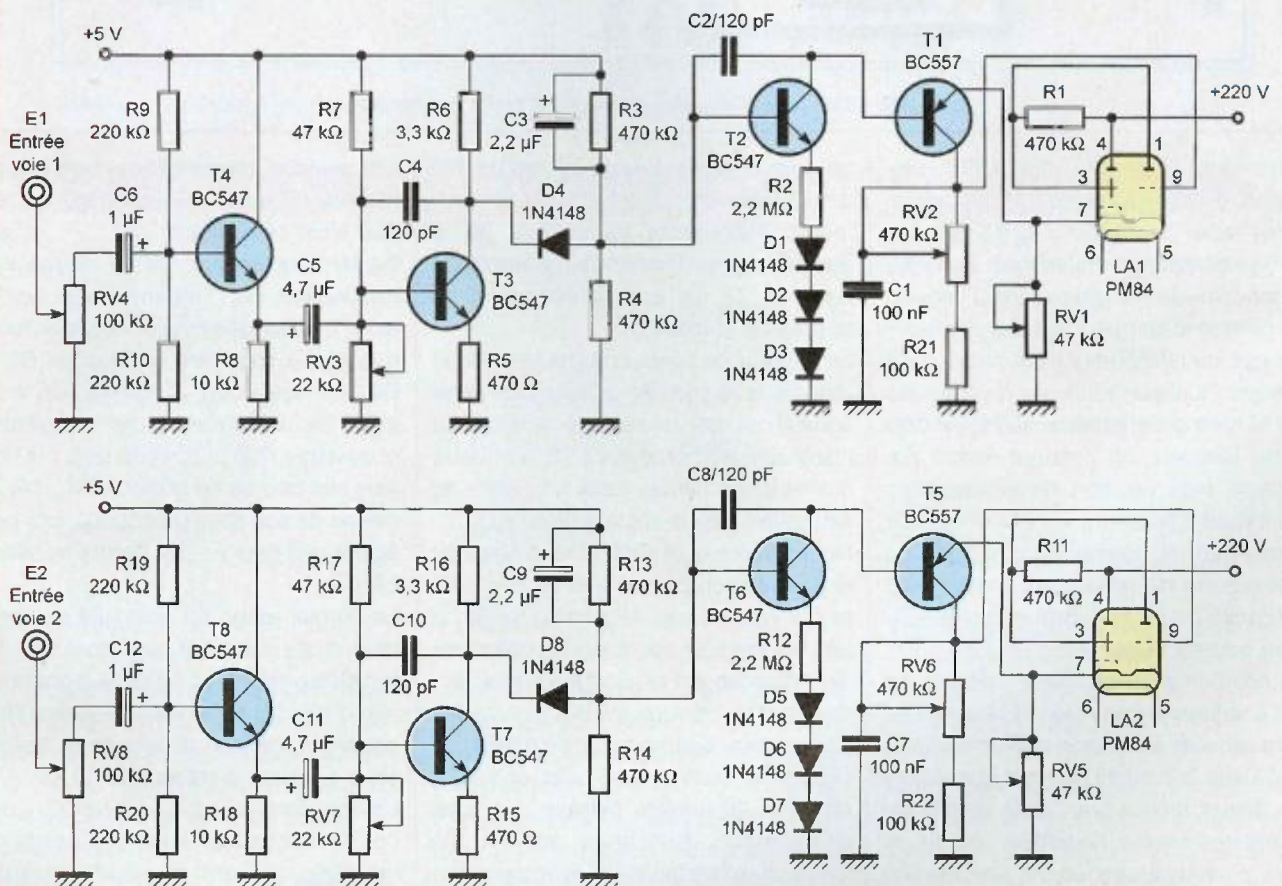 +5 V
E1
Entrée
voie 1
R9
220 kΩ
C6
1 µF
+
RV4
100 kΩ
R10
220 kΩ
T4
BC547
R8
10 kΩ
C5
4,7 µF
+
R7
47 kΩ
C4
120 pF
RV3
22 kΩ
R6
3,3 kΩ
T3
BC547
R5
470 Ω
C3
2,2 µF
+
D4
1N4148
R3
470 kΩ
R4
470 kΩ
C2/120 pF
T2
BC547
R2
2,2 MΩ
D1
1N4148
D2
1N4148
D3
1N4148
T1
BC557
C1
100 nF
RV2
470 kΩ
R21
100 kΩ
R1
470 kΩ
RV1
47 kΩ
+220 V
4
1
3
9
7
6
5
LA1
PM84
+5 V
E2
Entrée
voie 2
R19
220 kΩ
C12
1 µF
+
RV8
100 kΩ
R20
220 kΩ
T8
BC547
R18
10 kΩ
C11
4,7 µF
+
R17
47 kΩ
C10
120 pF
RV7
22 kΩ
R16
3,3 kΩ
T7
BC547
R15
470 Ω
C9
2,2 µF
+
D8
1N4148
R13
470 kΩ
R14
470 kΩ
C8/120 pF
T6
BC547
R12
2,2 MΩ
D5
1N4148
D6
1N4148
D7
1N4148
T5
BC557
C7
100 nF
RV6
470 kΩ
R22
100 kΩ
R11
470 kΩ
RV5
47 kΩ
+220 V
4
1
3
9
7
6
5
LA2
PM84